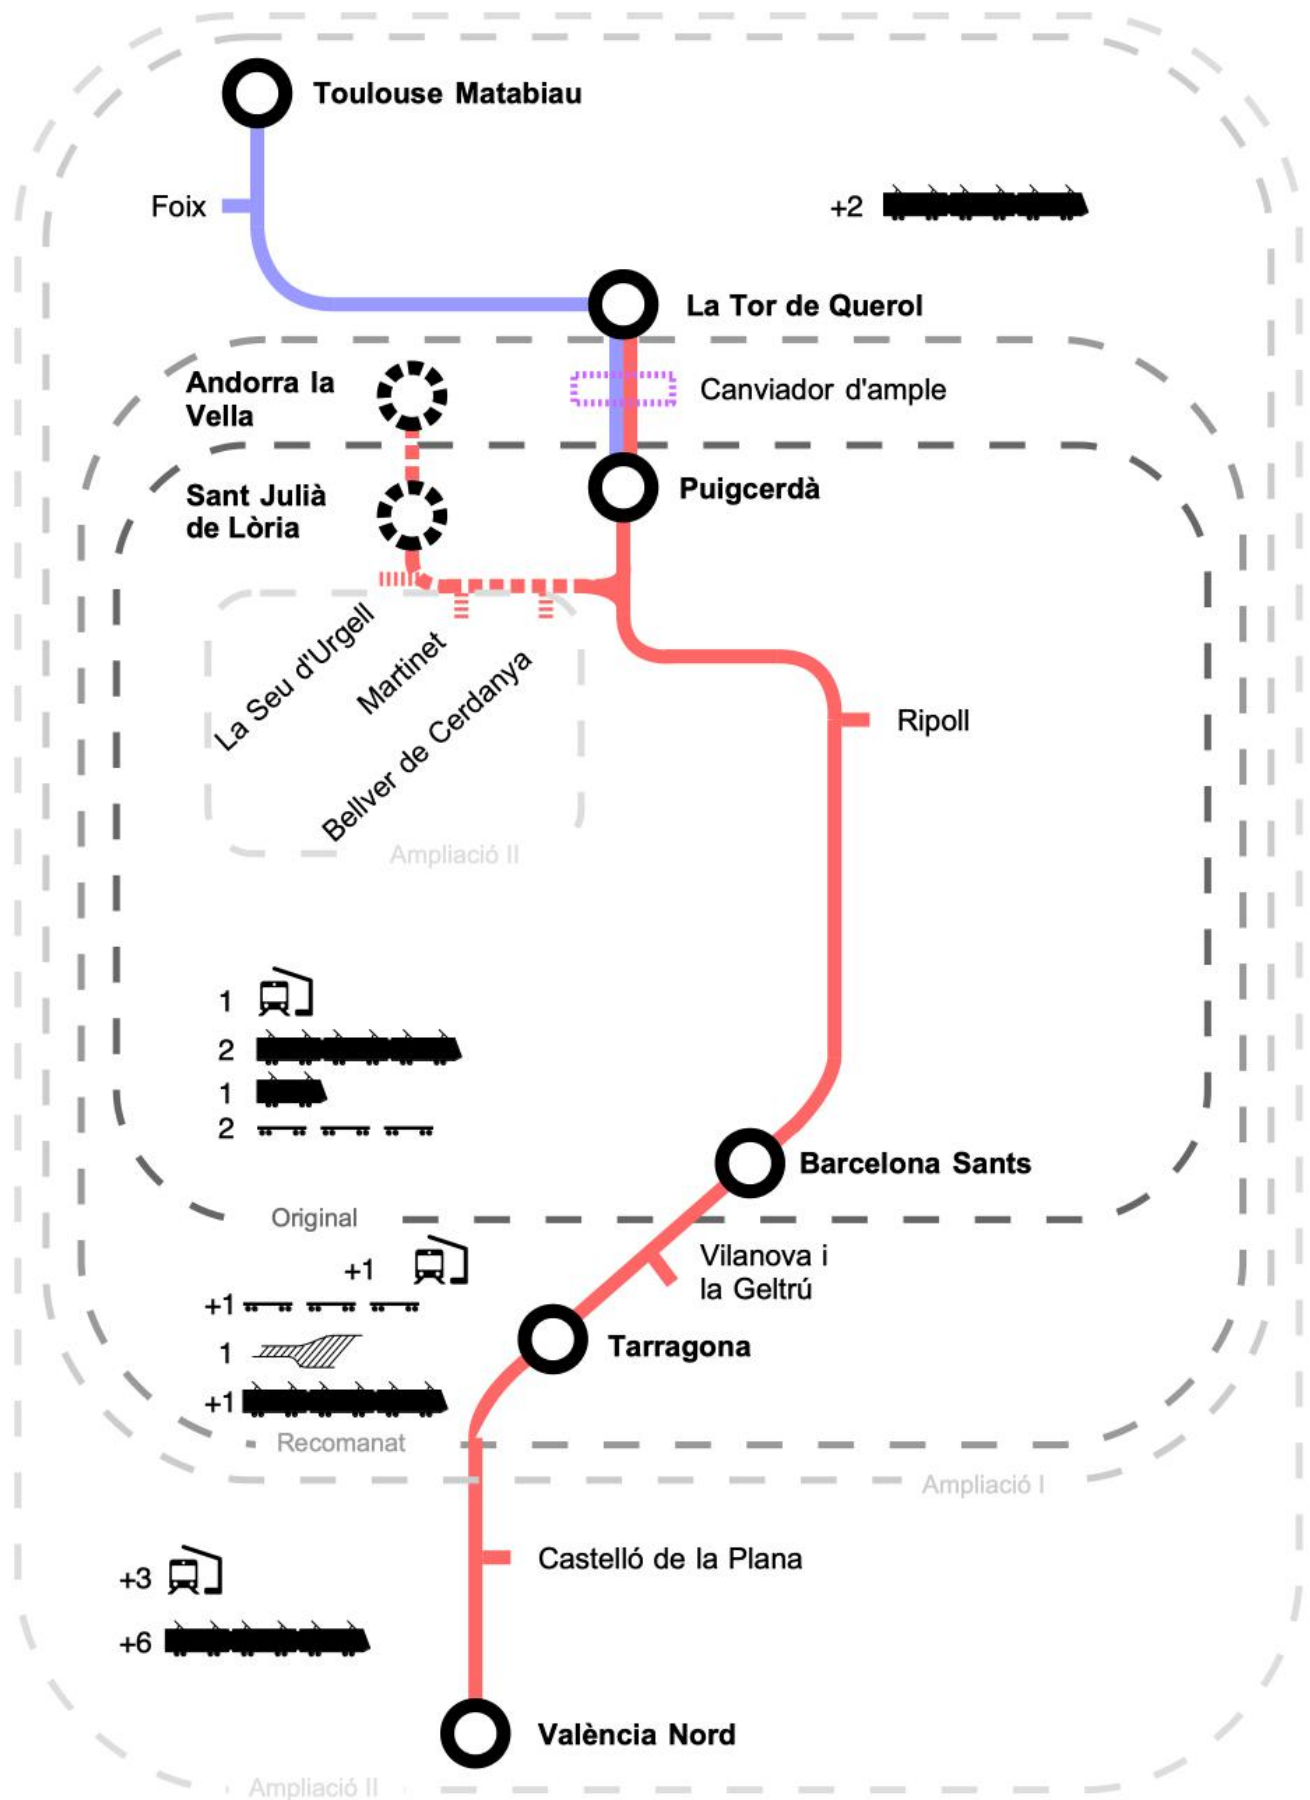 Toulouse Matabiau
Foix
+2
La Tor de Querol
Andorra la
Vella
Canviador d'ample
Sant Julià
de Lòria
Puigcerdà
La Seu d'Urgell
Martinet
Bellver de Cerdanya
Ripoll
Ampliació II
1
2
1
2
Barcelona Sants
Original
Vilanova i
la Geltrú
+1
+1
1
Tarragona
+1
Recomanat
Ampliació I
+3
Castelló de la Plana
+6
València Nord
Ampliació II